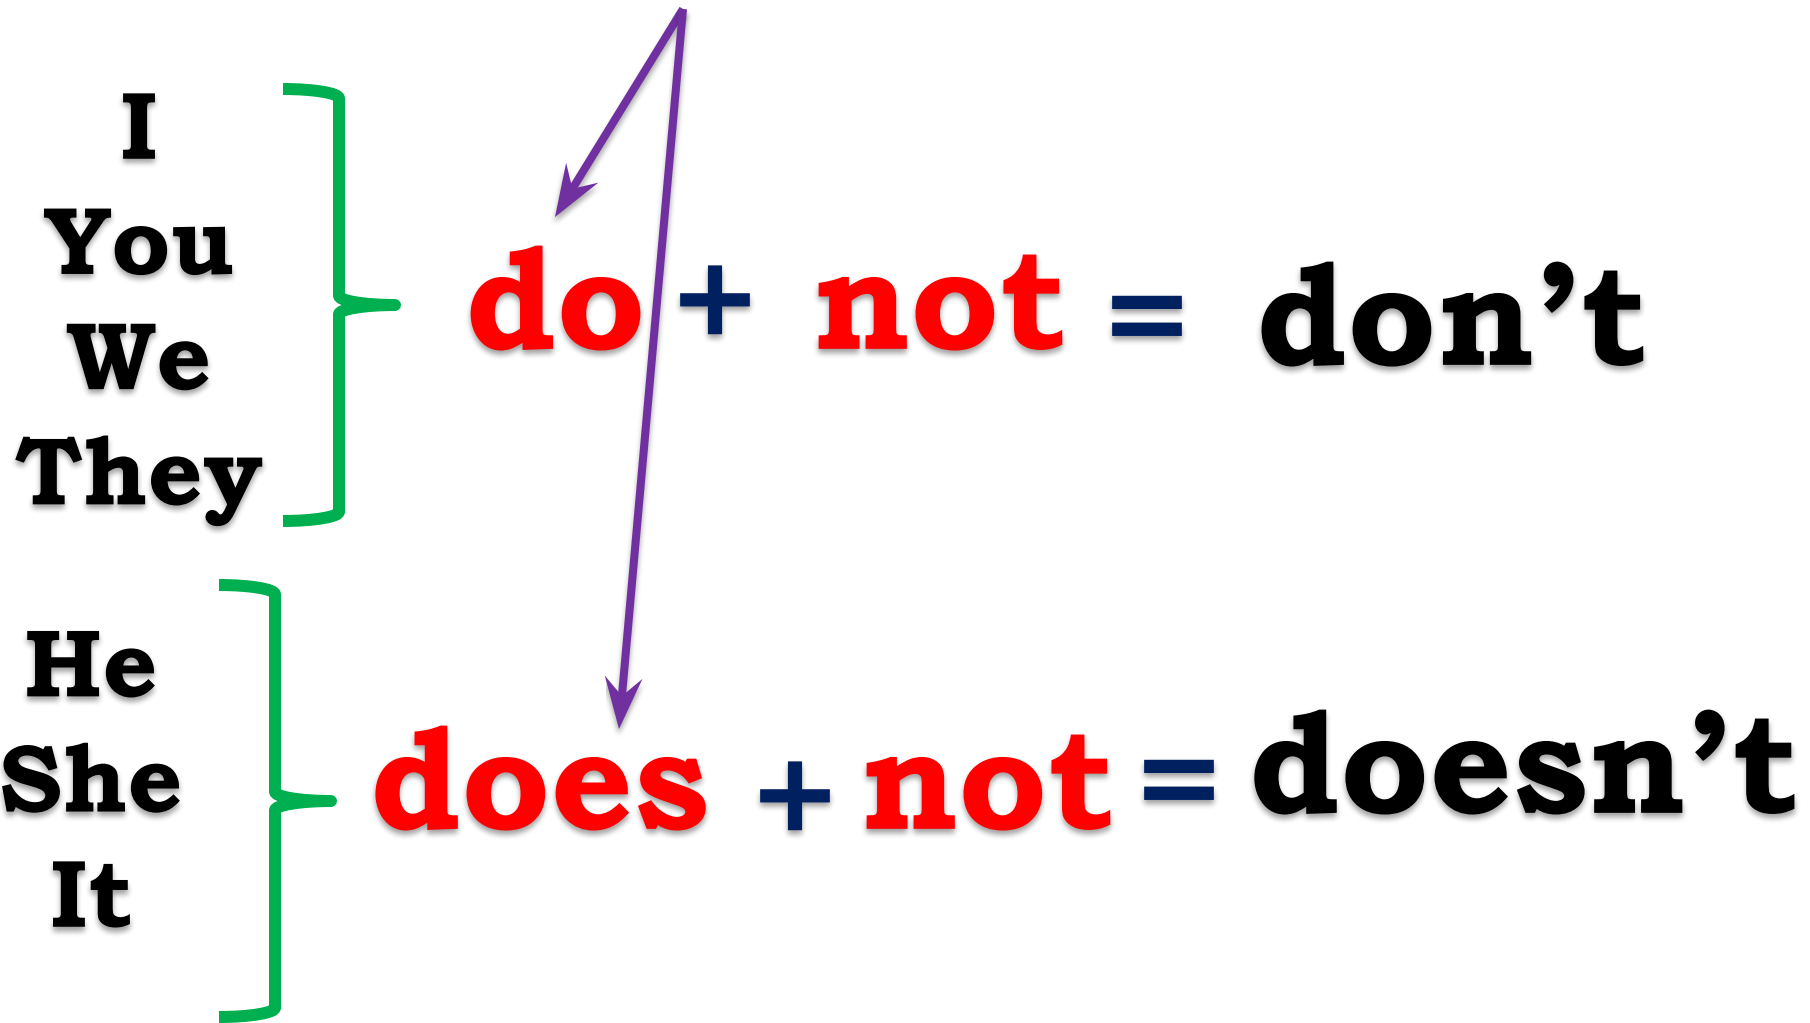 I
You
We
They
do + not = don’t
He
She
It
does + not = doesn’t